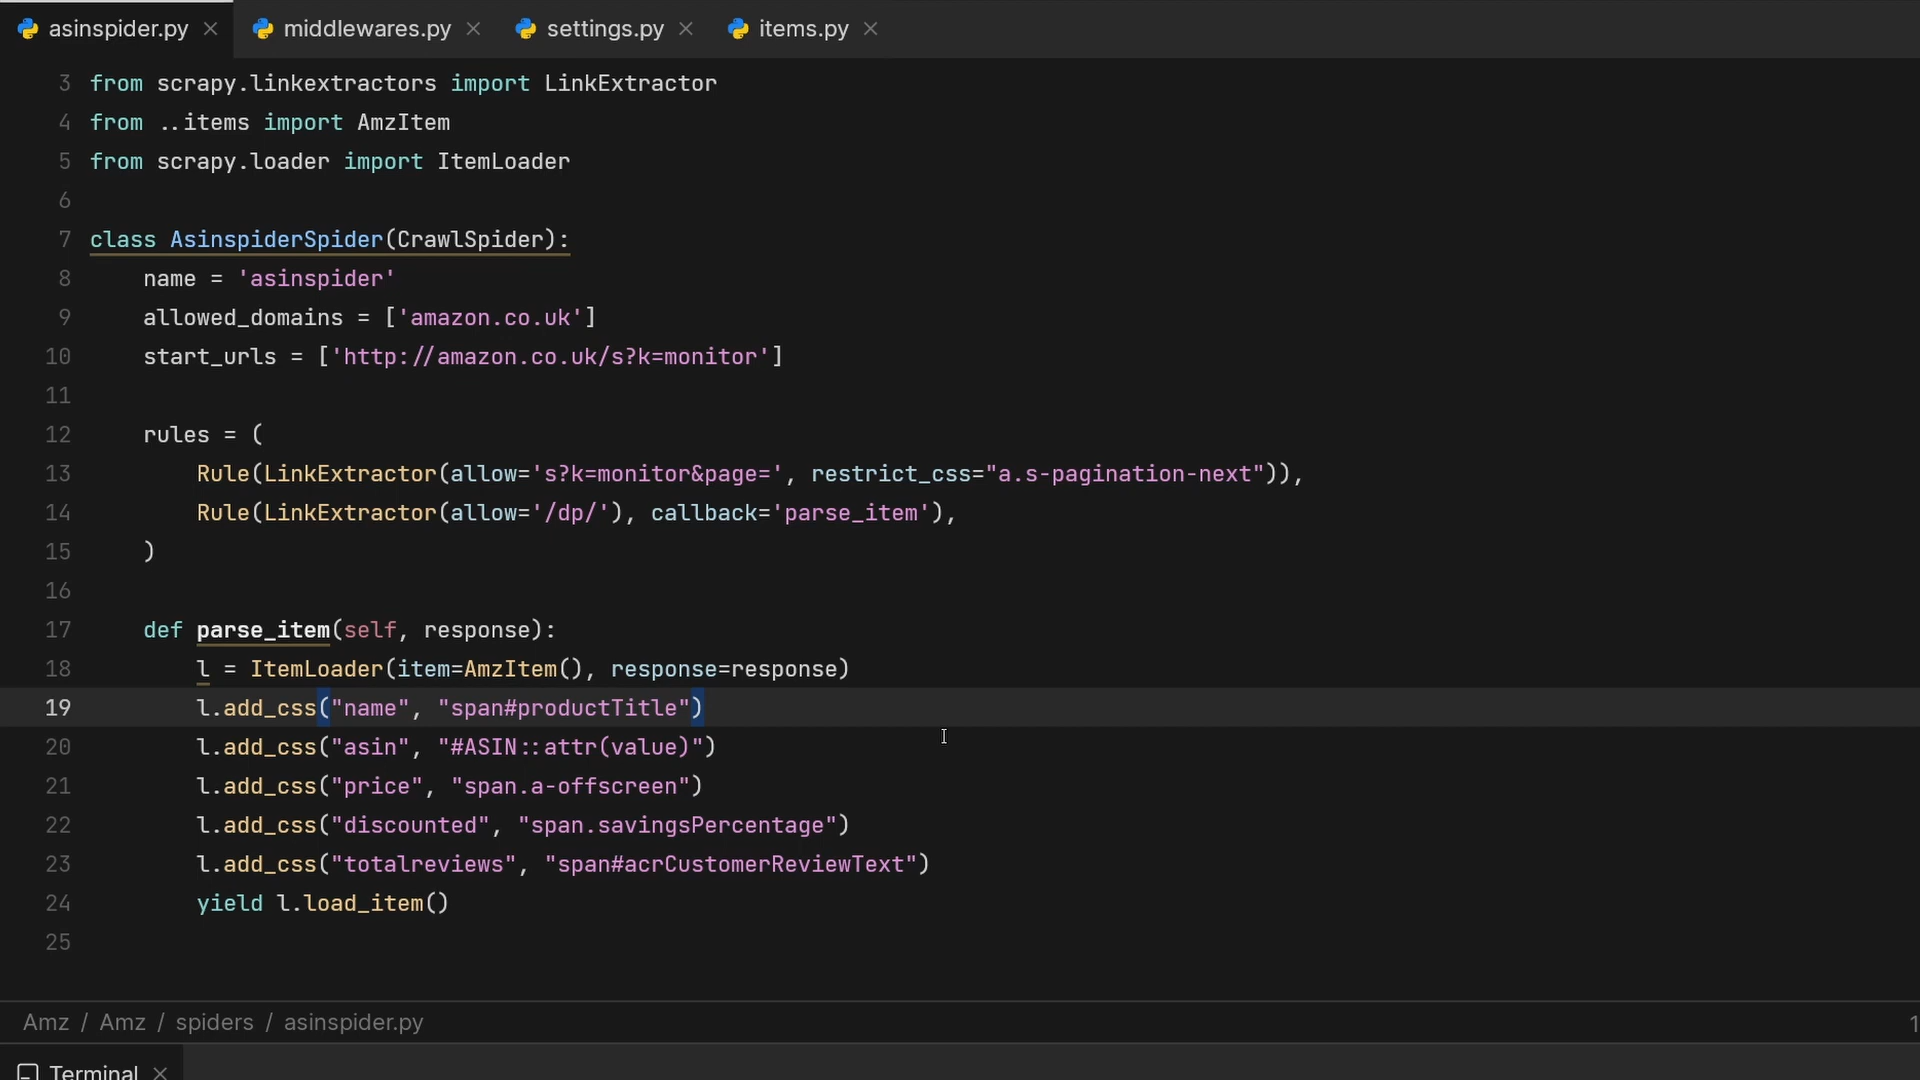 asinspider.py middlewares.py settings.py items.py
3 from scrapy.linkextractors import LinkExtractor
4 from ..items import AmzItem
5 from scrapy.loader import ItemLoader
6
7 class AsinspiderSpider(CrawlSpider):
8 name = 'asinspider'
9 allowed_domains = ['amazon.co.uk']
10 start_urls = ['http://amazon.co.uk/s?k=monitor']
11
12 rules = (
13 Rule(LinkExtractor(allow='s?k=monitor&page=', restrict_css="a.s-pagination-next")),
14 Rule(LinkExtractor(allow='/dp/'), callback='parse_item'),
15 )
16
17 def parse_item(self, response):
18 l = ItemLoader(item=AmzItem(), response=response)
19 l.add_css("name", "span#productTitle")
20 l.add_css("asin", "#ASIN::attr(value)")
21 l.add_css("price", "span.a-offscreen")
22 l.add_css("discounted", "span.savingsPercentage")
23 l.add_css("totalreviews", "span#acrCustomerReviewText")
24 yield l.load_item()
25
Amz / Amz / spiders / asinspider.py 1
Terminal